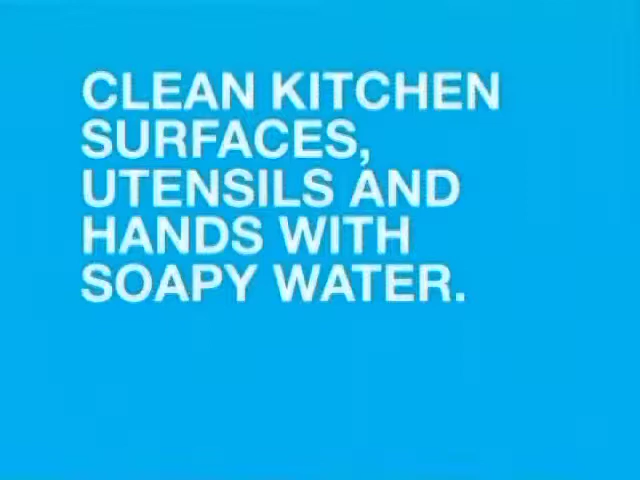 CLEAN KITCHEN
SURFACES,
UTENSILS AND
HANDS WITH
SOAPY WATER.